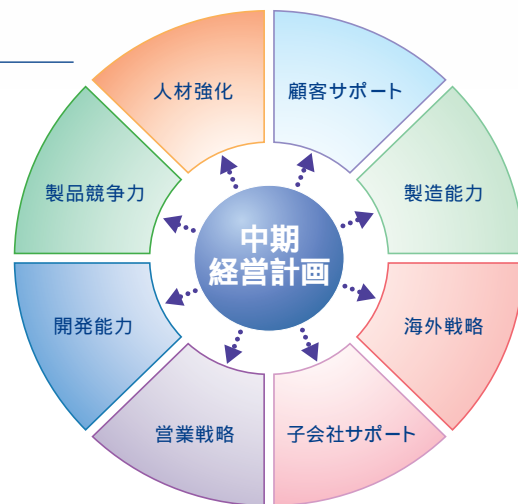 人材強化
顧客サポート
製品競争力
製造能力
中期
経営計画
開発能力
海外戦略
営業戦略
子会社サポート